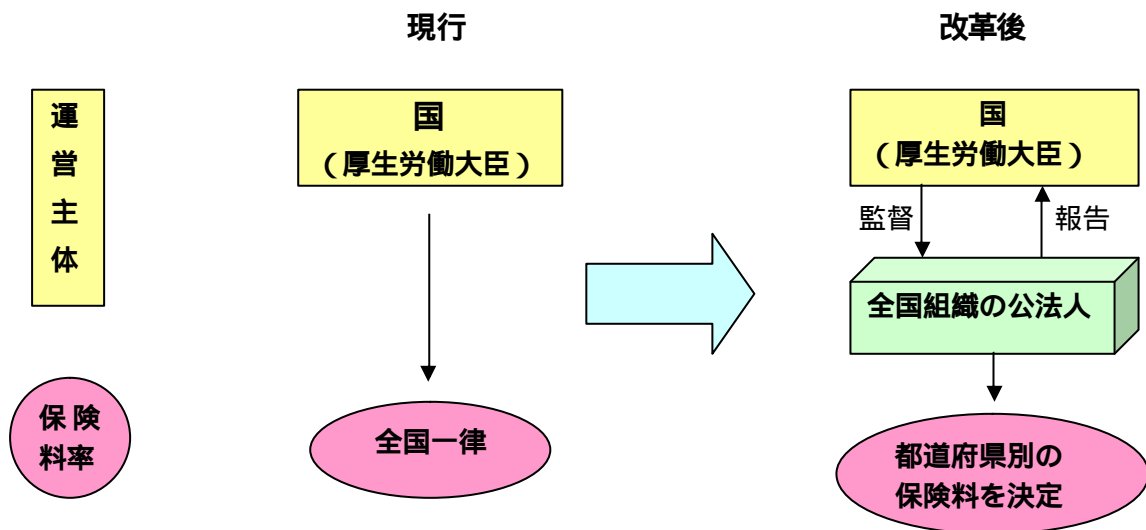 現行
改革後
運営主体
国
（厚生労働大臣）
国
（厚生労働大臣）
監督
報告
全国組織の公法人
保険
料率
全国一律
都道府県別の
保険料を決定